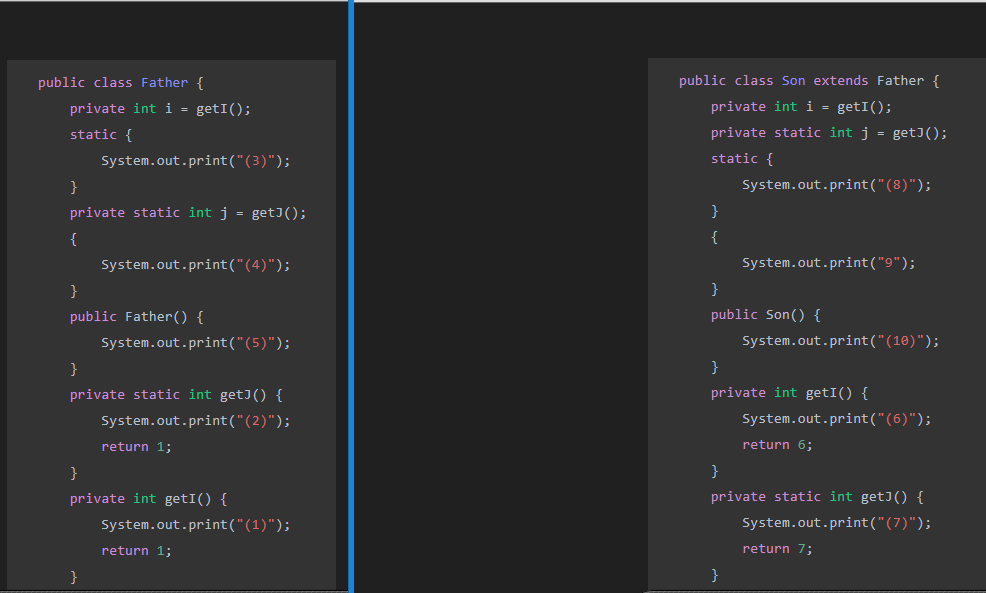 public class Father {
    private int i = getI();
    static {
        System.out.print("(3)");
    }
    private static int j = getJ();
    {
        System.out.print("(4)");
    }
    public Father() {
        System.out.print("(5)");
    }
    private static int getJ() {
        System.out.print("(2)");
        return 1;
    }
    private int getI() {
        System.out.print("(1)");
        return 1;
    }
public class Son extends Father {
    private int i = getI();
    private static int j = getJ();
    static {
        System.out.print("(8)");
    }
    {
        System.out.print("9");
    }
    public Son() {
        System.out.print("(10)");
    }
    private int getI() {
        System.out.print("(6)");
        return 6;
    }
    private static int getJ() {
        System.out.print("(7)");
        return 7;
    }